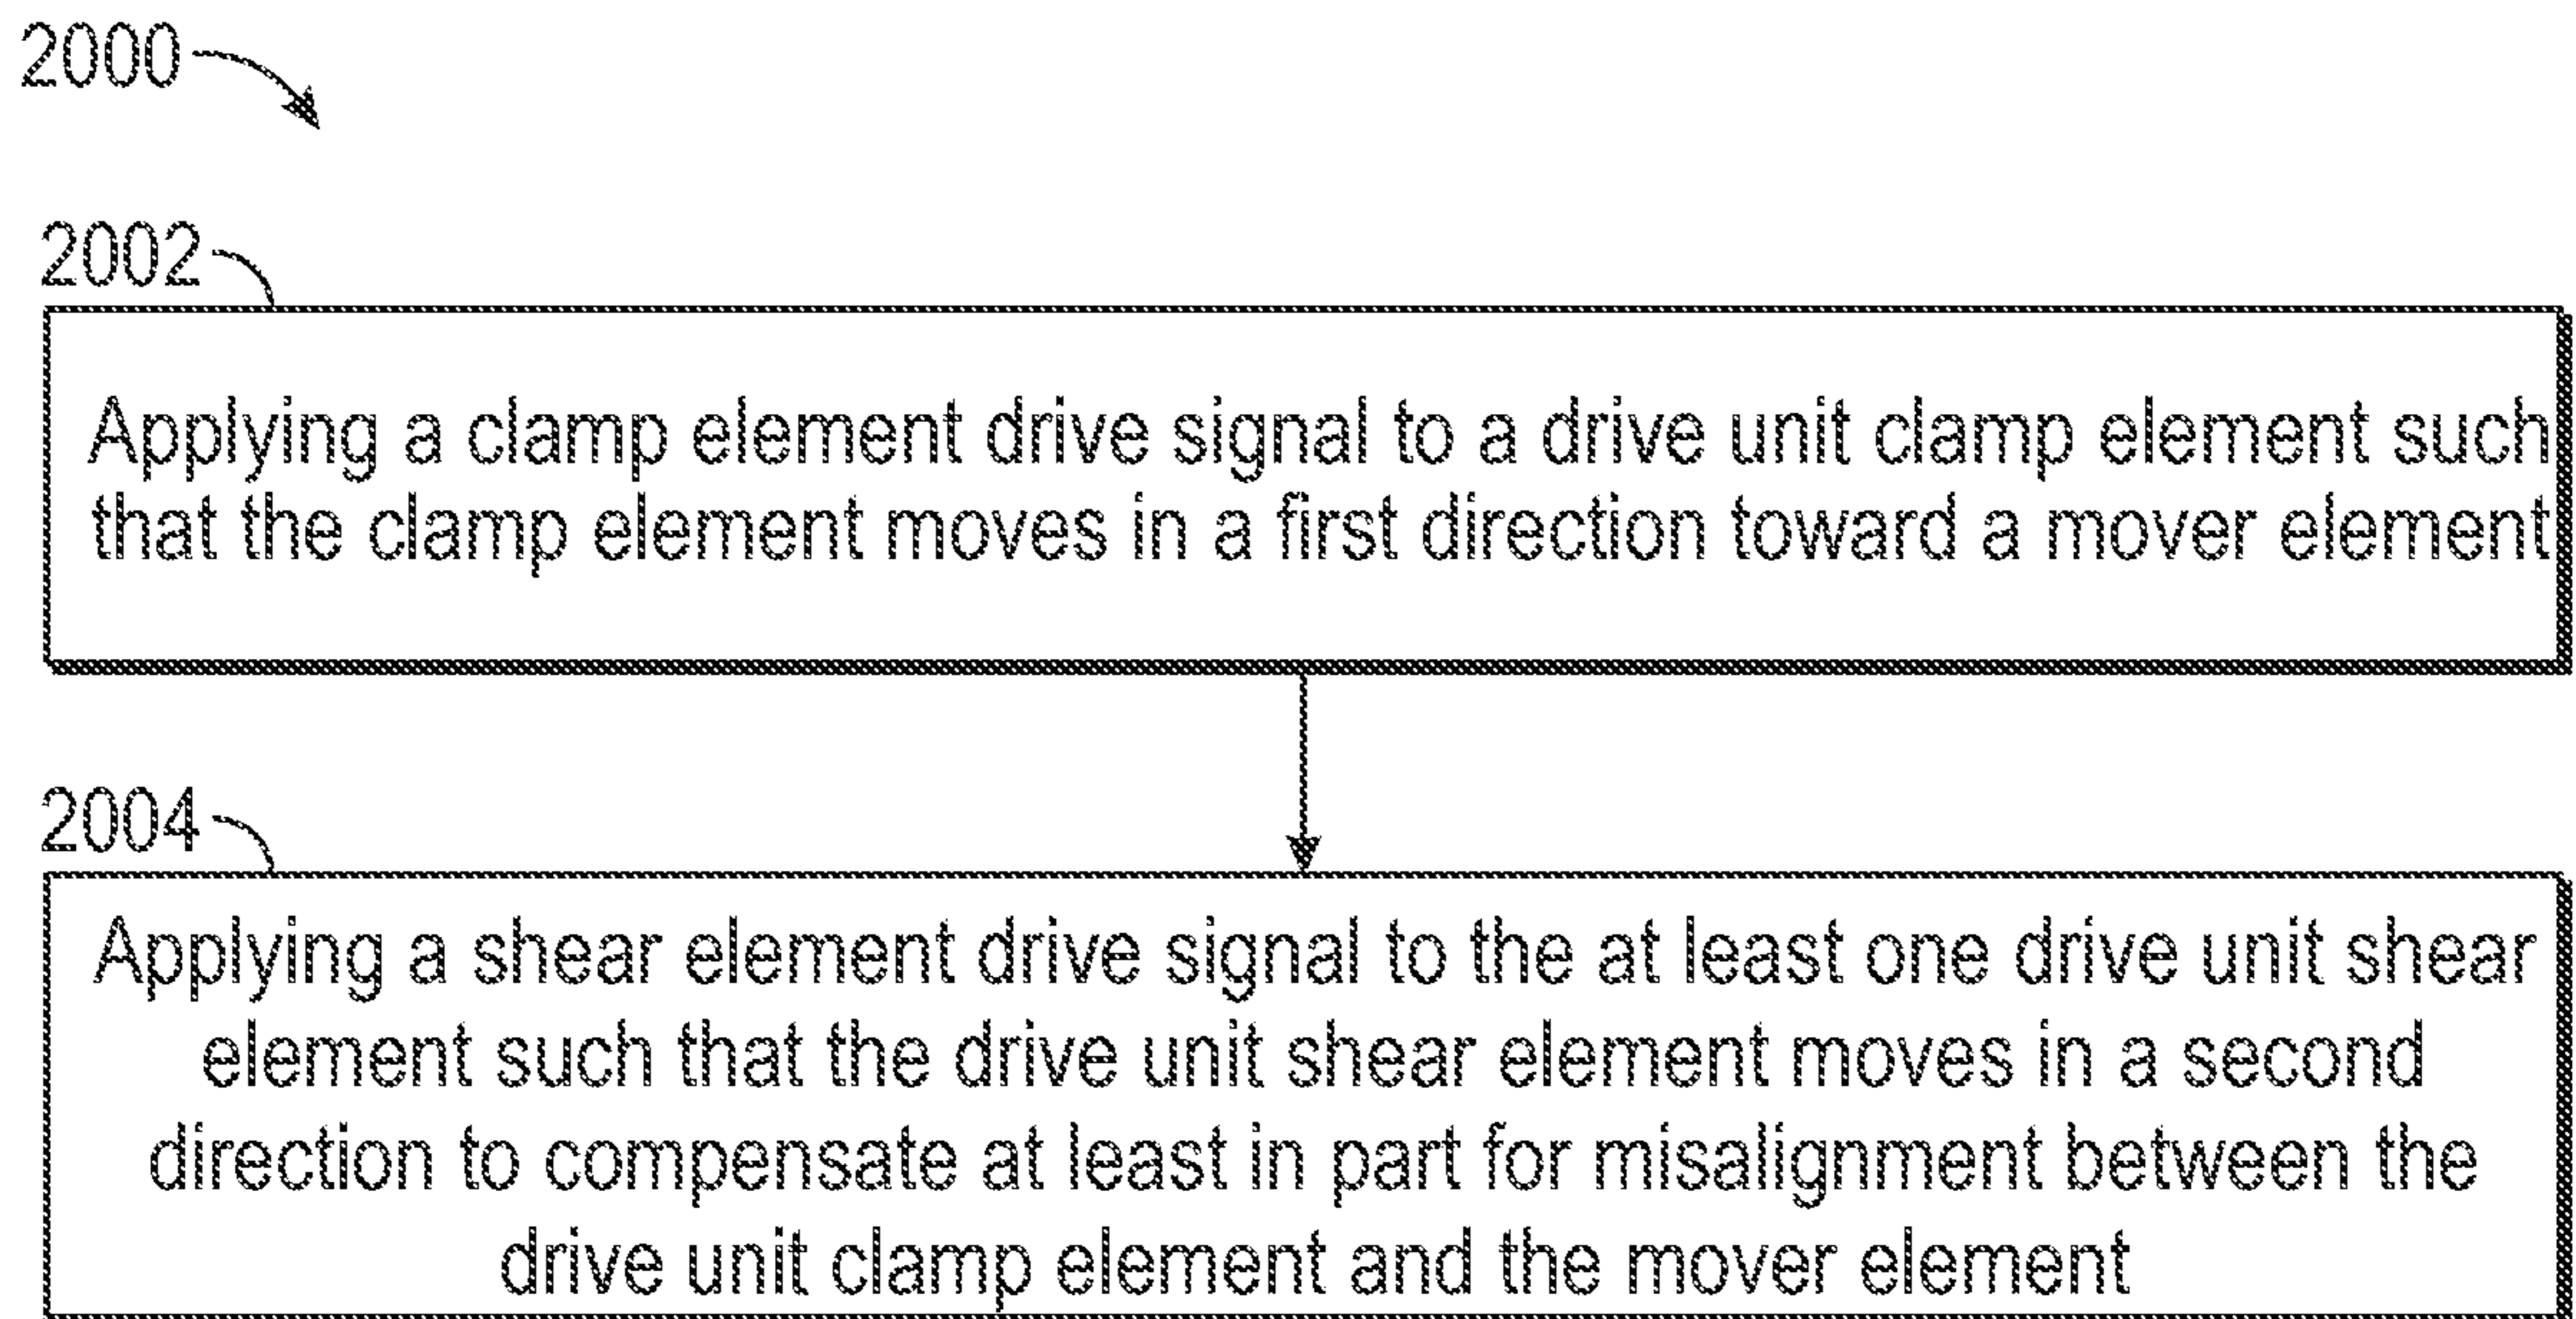 2000
2002
Applying a clamp element drive signal to a drive unit clamp element such
that the clamp element moves in a first direction toward a mover element
2004
Applying a shear element drive signal to the at least one drive unit shear
element such that the drive unit shear element moves in a second
direction to compensate at least in part for misalignment between the
drive unit clamp element and the mover element